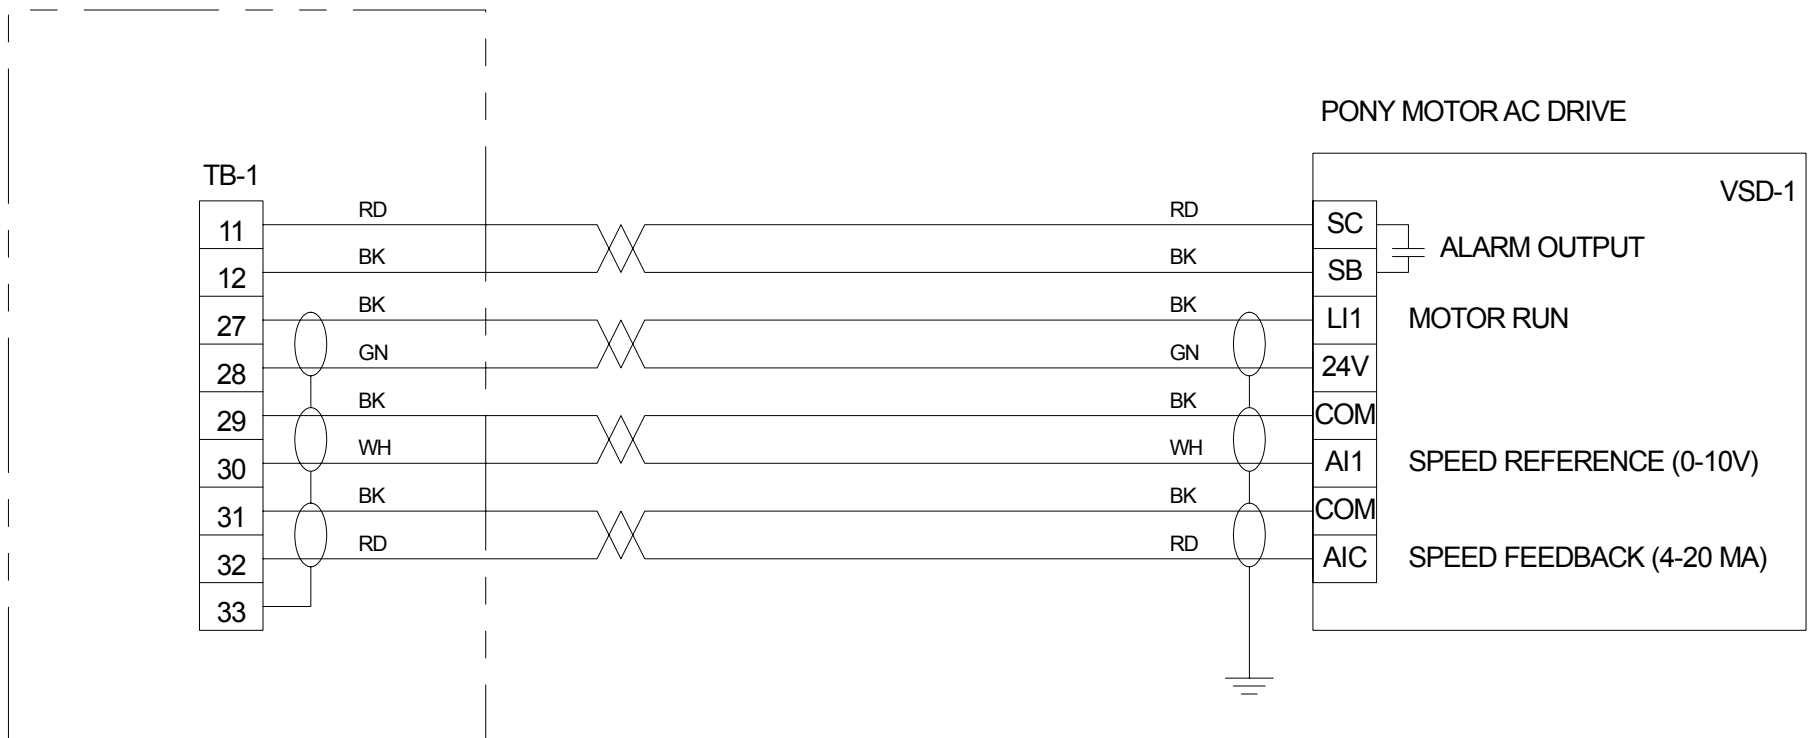 PONY MOTOR AC DRIVE
TB-1
VSD-1
11 RD RD SC
12 BK BK SB ALARM OUTPUT
27 BK BK LI1 MOTOR RUN
28 GN GN 24V
29 BK BK COM
30 WH WH AI1 SPEED REFERENCE (0-10V)
31 BK BK COM
32 RD RD AIC SPEED FEEDBACK (4-20 MA)
33